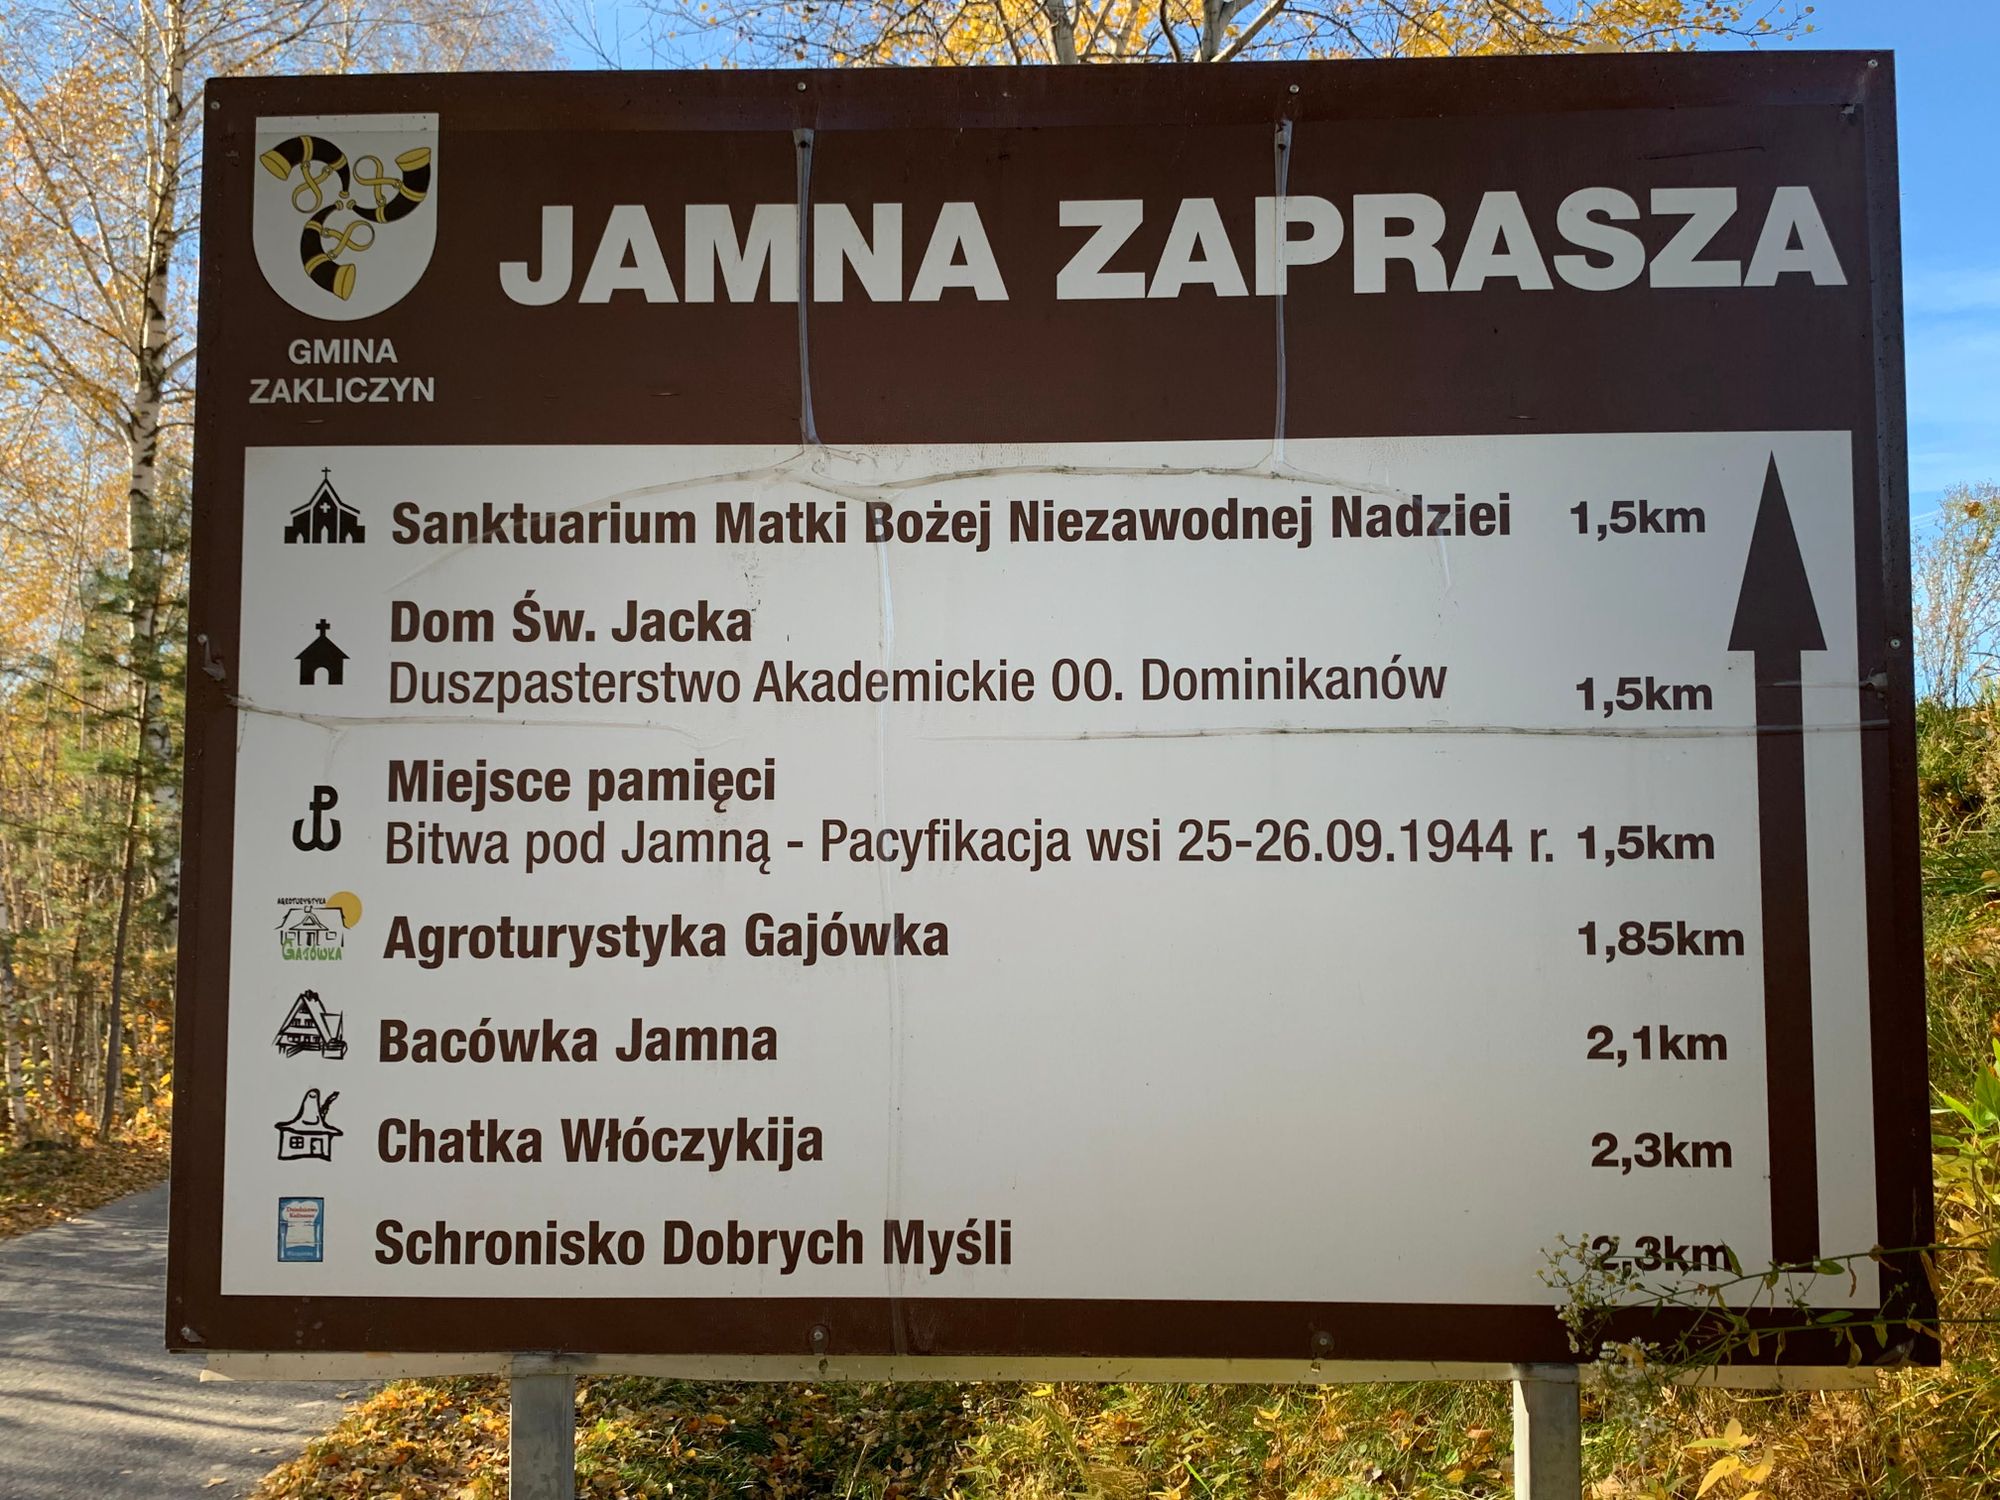 JAMNA ZAPRASZA
GMINA
ZAKLICZYN
Sanktuarium Matki Bożej Niezawodnej Nadziei 1,5km
Dom Św. Jacka
Duszpasterstwo Akademickie OO. Dominikanów 1,5km
Miejsce pamięci
Bitwa pod Jamną - Pacyfikacja wsi 25-26.09.1944 r. 1,5km
AGROTURYSTYKA
GAJÓWKA
Agroturystyka Gajówka 1,85km
Bacówka Jamna 2,1km
Chatka Włóczykija 2,3km
Schronisko Dobrych Myśli 2,3km